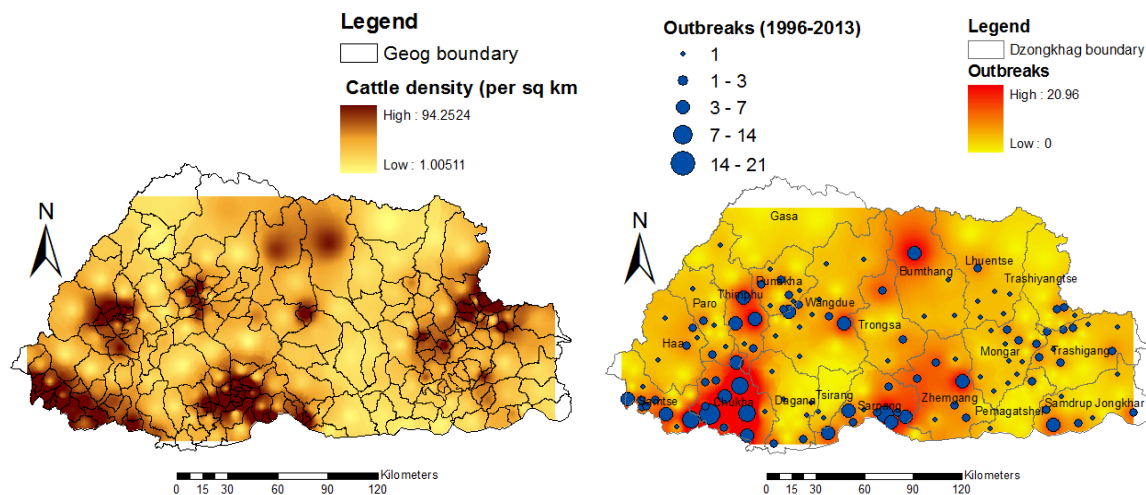 Legend
Geog boundary
Cattle density (per sq km
High : 94.2524
Low : 1.00511
N
Kilometers
0 15 30 60 90 120
Outbreaks (1996-2013)
1
1 - 3
3 - 7
7 - 14
14 - 21
Legend
Dzongkhag boundary
Outbreaks
High : 20.96
Low : 0
N
Gasa
Bumthang
Lhuentse
Trashiyangtse
Punakha
Thimphu
Paro
Wangdue
Trongsa
Haa
Mongar
Trashigang
Samtse
Chukha
Dagana
Tsirang
Sarpang
Zhemgang
Pemagatshel
Samdrup Jongkhar
Kilometers
0 15 30 60 90 120